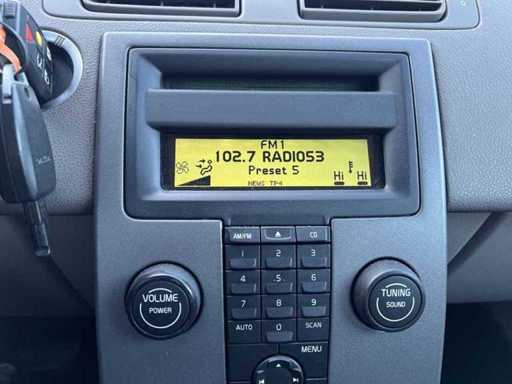 FM1
102.7 RADIO53
Preset 5
Hi Hi
NEWS TP4
AM/FM CD
1 2 3
4 .5 6
7 8 9
AUTO 0 SCAN
MENU
VOLUME
POWER
TUNING
SOUND